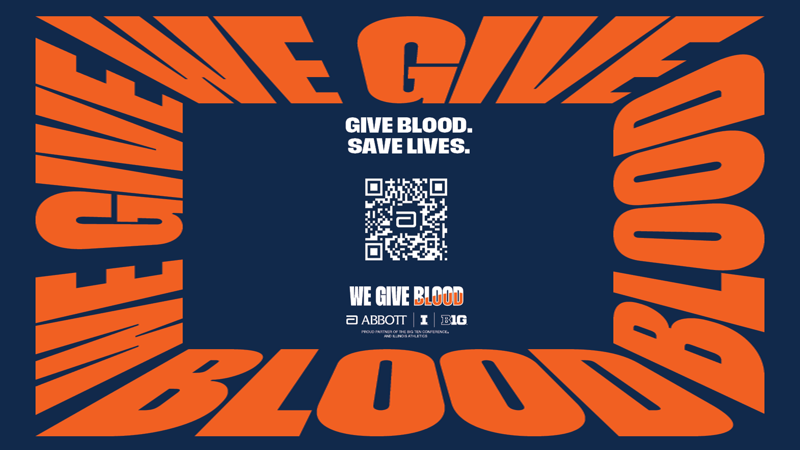 WE GIVE
WE GIVE
BLOOD
BLOOD
GIVE BLOOD.
SAVE LIVES.
WE GIVE BLOOD
a ABBOTT | I | B1G
PROUD PARTNER OF THE BIG TEN CONFERENCE,
AND ILLINOIS ATHLETICS